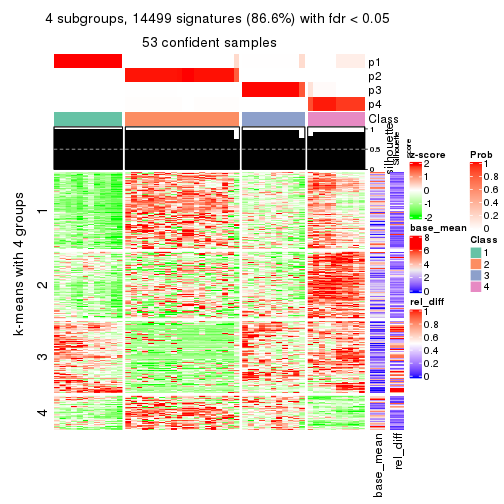 4 subgroups, 14499 signatures (86.6%) with fdr < 0.05
53 confident samples
p1
p2
p3
p4
Class
1
0.5
0
silhouette
Silhouette
score
k-means with 4 groups
1
2
3
4
base_mean
rel_diff
z-score
2
1
0
-1
-2
base_mean
8
6
4
2
0
rel_diff
1
0.8
0.6
0.4
0.2
0
Prob
1
0.8
0.6
0.4
0.2
0
Class
1
2
3
4